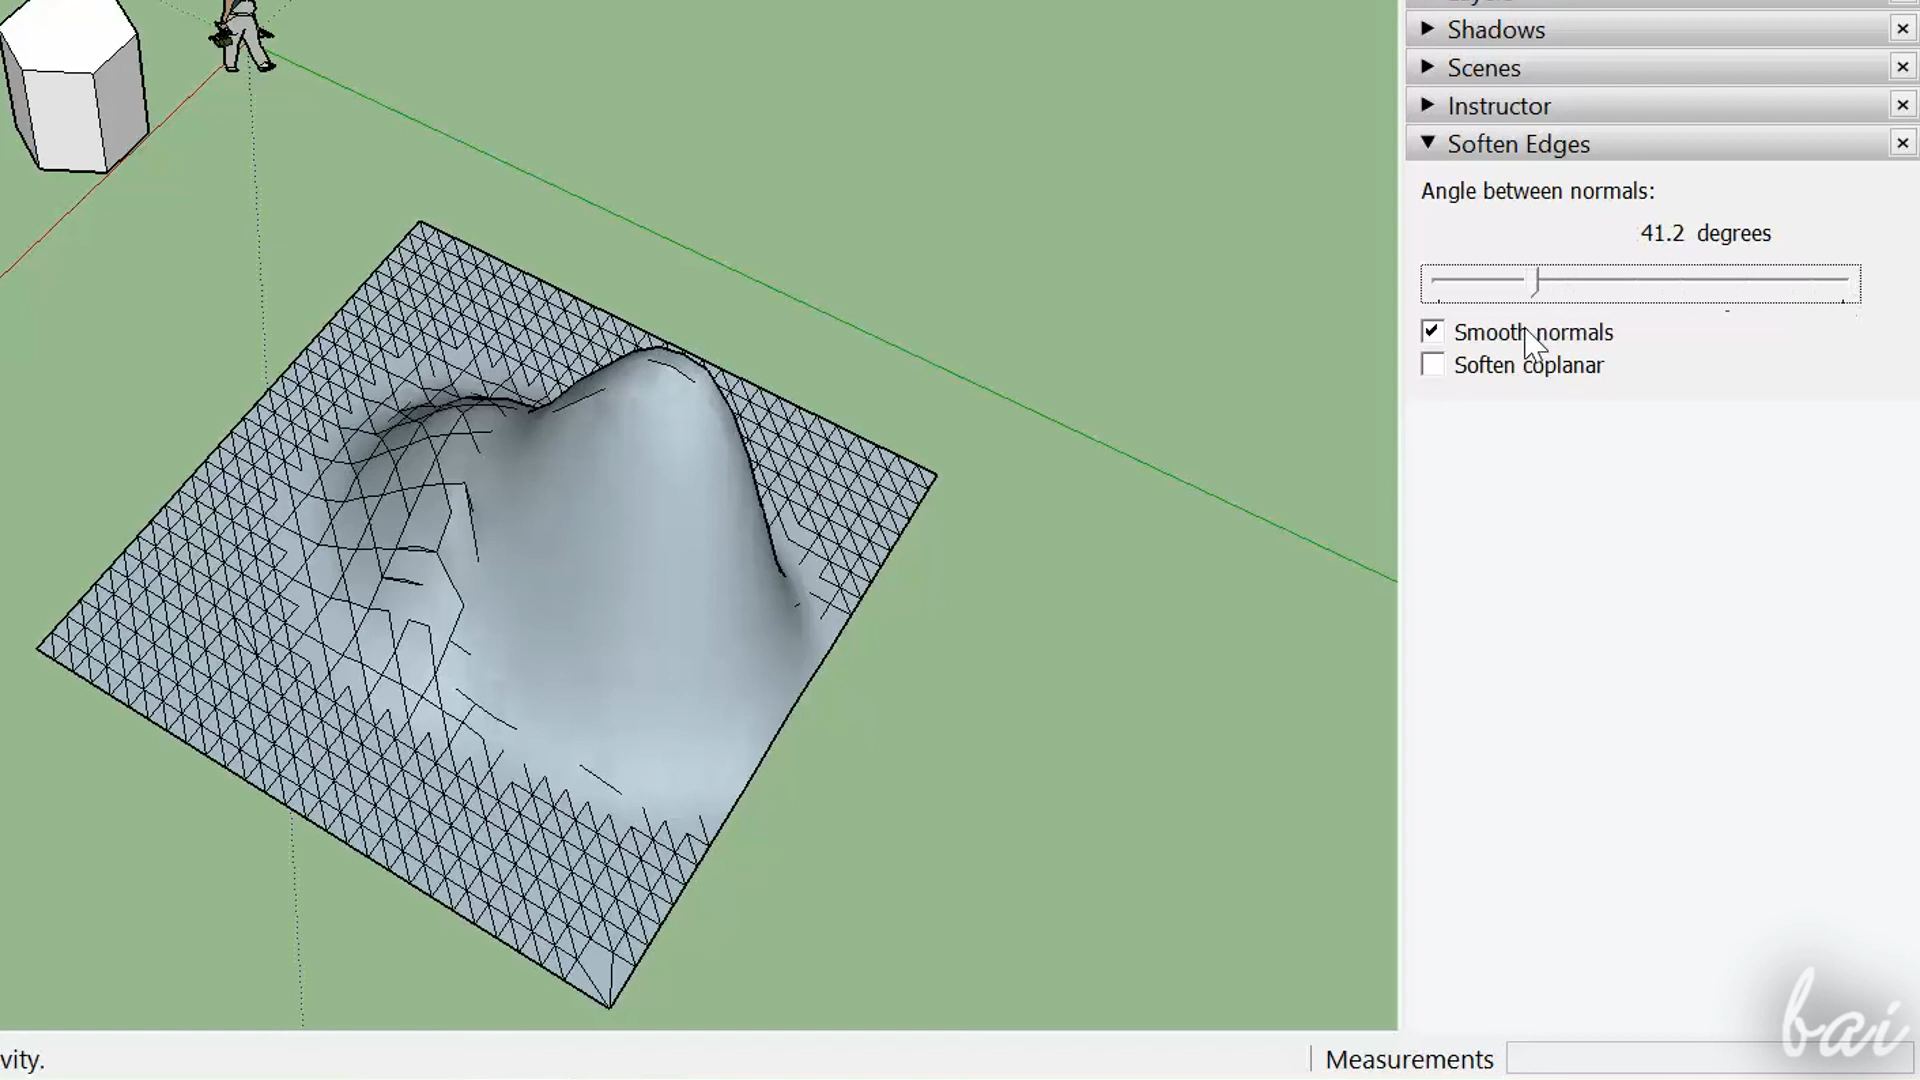 Shadows
Scenes
Instructor
Soften Edges
Angle between normals:
41.2 degrees
Smooth normals
Soften coplanar
bai
vity.
Measurements